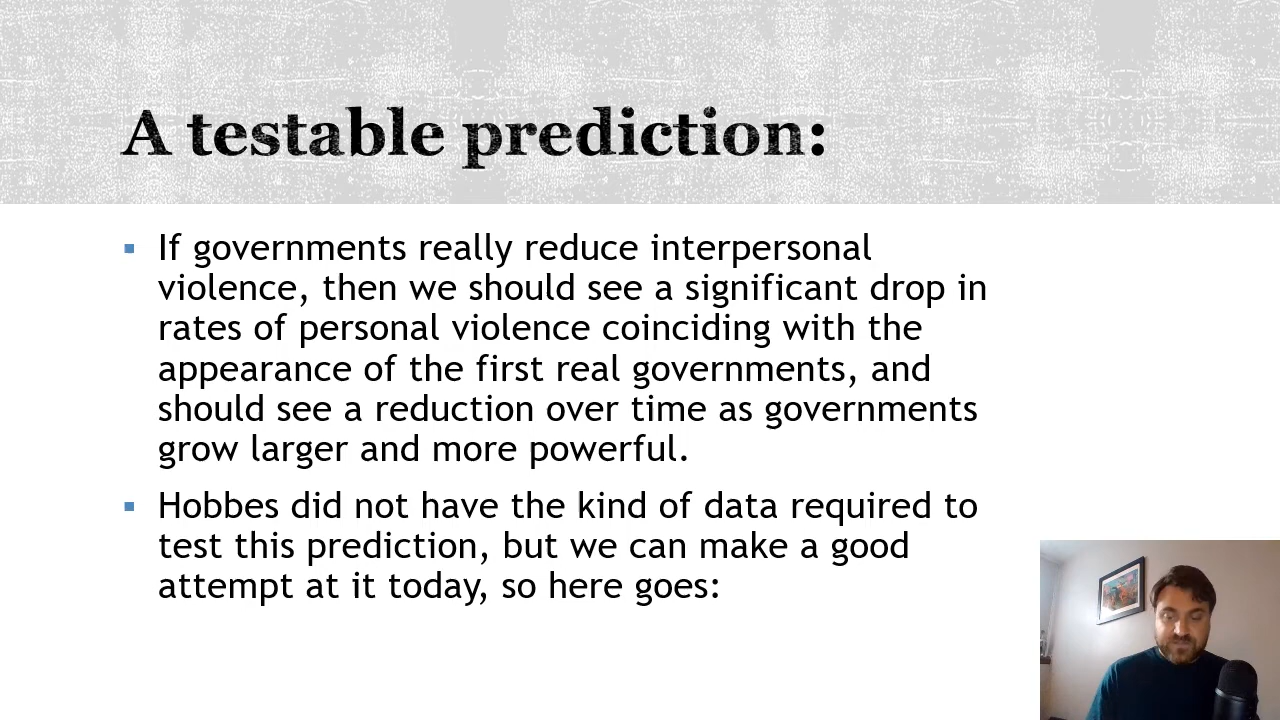 A testable prediction:
If governments really reduce interpersonal
violence, then we should see a significant drop in
rates of personal violence coinciding with the
appearance of the first real governments, and
should see a reduction over time as governments
grow larger and more powerful.
Hobbes did not have the kind of data required to
test this prediction, but we can make a good
attempt at it today, so here goes: